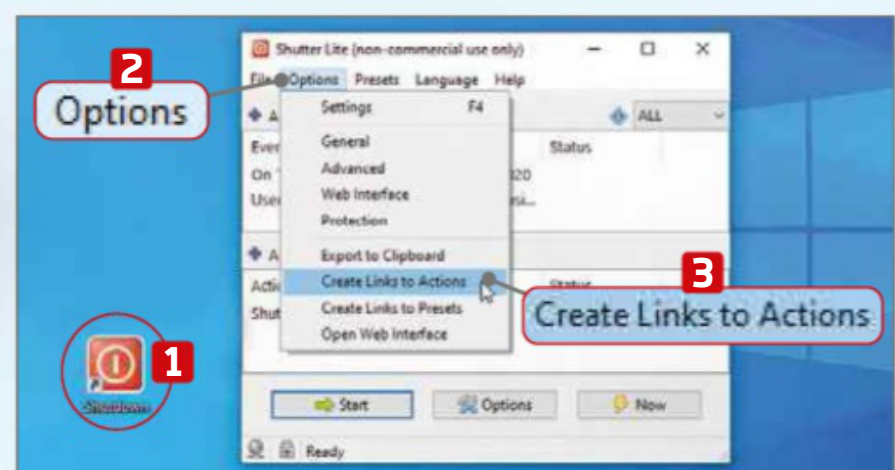 Shutter Lite (non-commercial use only)
2
File Options Presets Language Help
Options
Settings F4
ALL
General
Status
Advanced
Web Interface
Protection
Export to Clipboard
3
Create Links to Actions
Status
Create Links to Actions
Create Links to Presets
Open Web Interface
1
Shutdown
Start Options Now
Ready